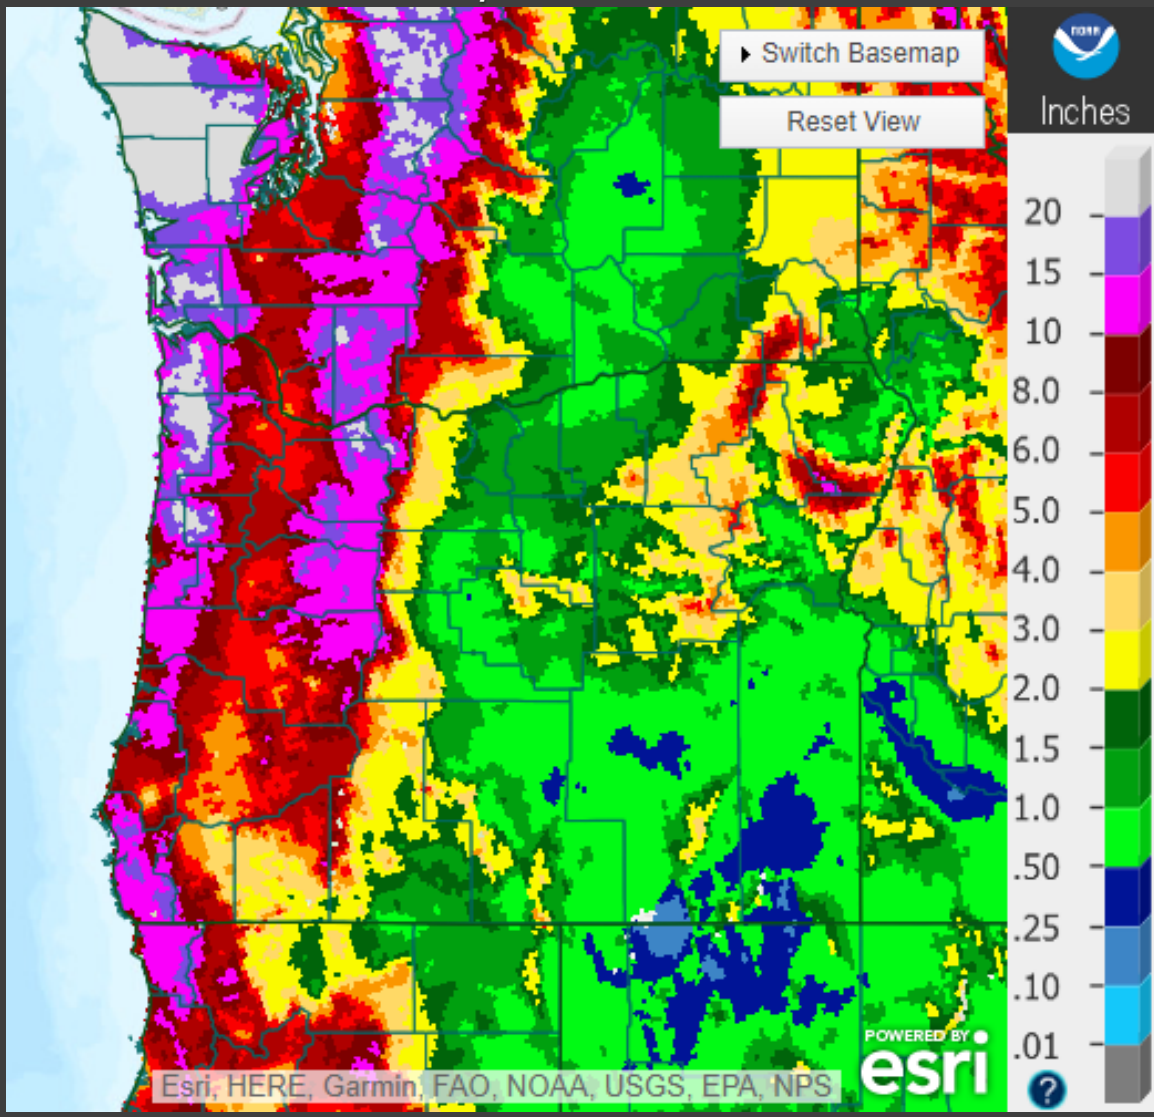 Switch Basemap
Reset View
NOAA
Inches
20
15
10
8.0
6.0
5.0
4.0
3.0
2.0
1.5
1.0
.50
.25
.10
.01
?
POWERED BY
esri
Esri, HERE, Garmin, FAO, NOAA, USGS, EPA, NPS